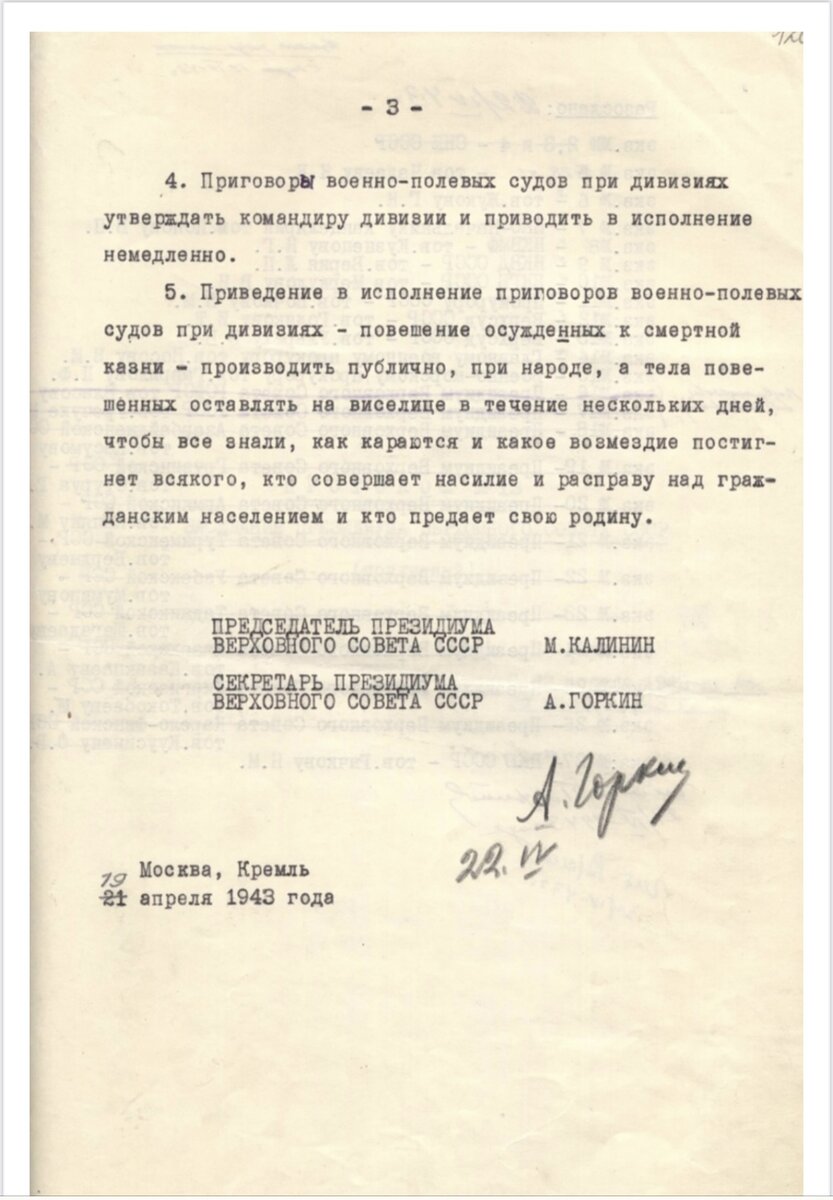 - 3 -
4. Приговоры военно-полевых судов при дивизиях
утверждать командиру дивизии и приводить в исполнение
немедленно.
5. Приведение в исполнение приговоров военно-полевых
судов при дивизиях - повешение осужденных к смертной
казни - производить публично, при народе, а тела пове-
шенных оставлять на виселице в течение нескольких дней,
чтобы все знали, как караются и какое возмездие постиг-
нет всякого, кто совершает насилие и расправу над граж-
данским населением и кто предает свою родину.
ПРЕДСЕДАТЕЛЬ ПРЕЗИДИУМА
ВЕРХОВНОГО СОВЕТА СССР М.КАЛИНИН
СЕКРЕТАРЬ ПРЕЗИДИУМА
ВЕРХОВНОГО СОВЕТА СССР А.ГОРКИН
А. Горкин
22. IV
Москва, Кремль
19
21 апреля 1943 года